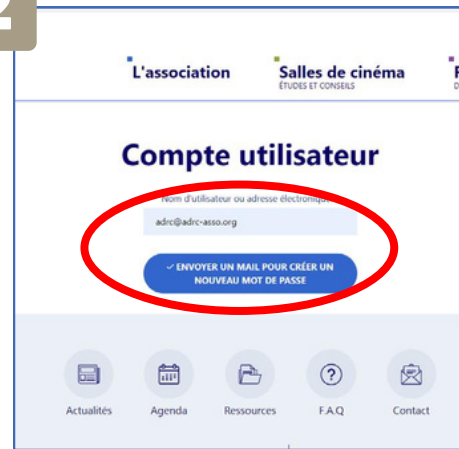 2
L'association
Salles de cinéma
ÉTUDES ET CONSEILS
Compte utilisateur
Nom d'utilisateur ou adresse électronique
adrc@adrc-asso.org
✓ ENVOYER UN MAIL POUR CRÉER UN
NOUVEAU MOT DE PASSE
Actualités
Agenda
Ressources
F.A.Q
Contact